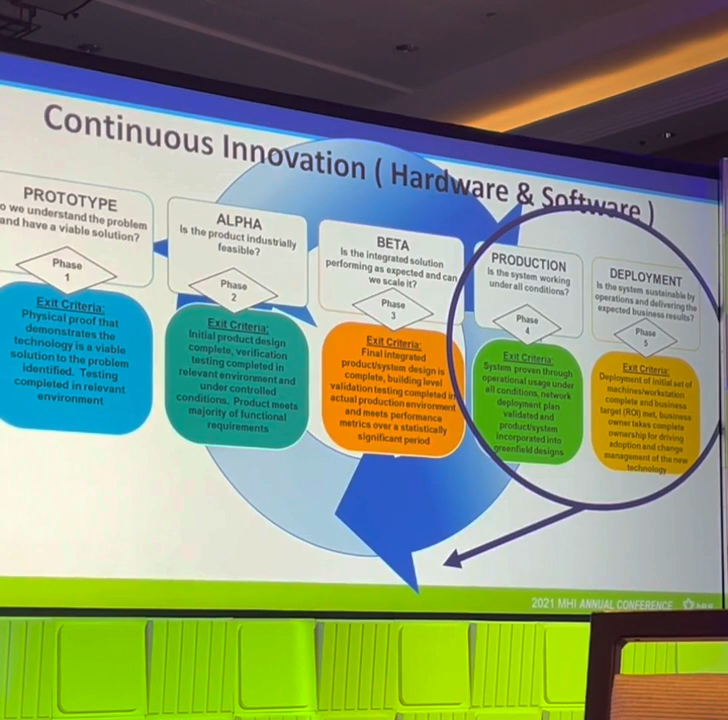 Continuous Innovation ( Hardware & Software )
PROTOTYPE
o we understand the problem
and have a viable solution?
Phase
1
Exit Criteria:
Physical proof that
demonstrates the
technology is a viable
solution to the problem
identified. Testing
completed in relevant
environment
ALPHA
Is the product industrially
feasible?
Phase
2
Exit Criteria:
Initial product design
complete, verification
testing completed in
relevant environment and
under controlled
conditions. Product meets
majority of functional
requirements
BETA
Is the integrated solution
performing as expected and can
we scale it?
Phase
3
Exit Criteria:
Final integrated
product/system design is
complete, building level
validation testing completed in
actual production environment
and meets performance
metrics over a statistically
significant period
PRODUCTION
Is the system working
under all conditions?
Phase
4
Exit Criteria:
System proven through
operational usage under
all conditions, network
deployment plan
validated and
product/system
incorporated into
greenfield designs
DEPLOYMENT
Is the system sustainable by
operations and delivering the
expected business results?
Phase
5
Exit Criteria:
Deployment of initial set of
machines/workstation
complete and business
target (ROI) met, business
owner takes complete
ownership for driving
adoption and change
management of the new
technology
2021 MHI ANNUAL CONFERENCE